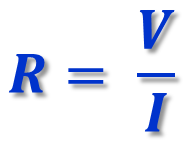 R = V / I